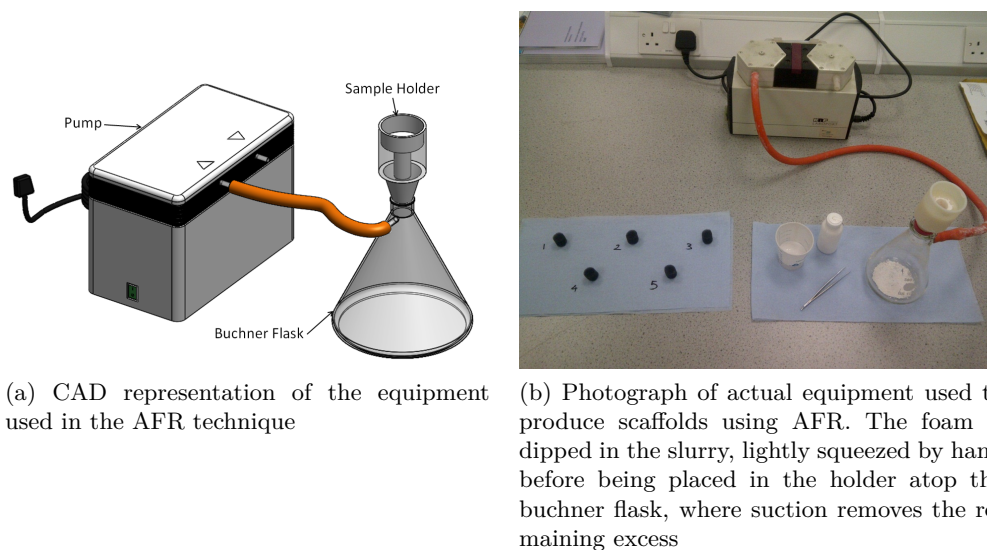 Sample Holder
Pump
Buchner Flask
1
2
3
4
5
(a) CAD representation of the equipment
used in the AFR technique
(b) Photograph of actual equipment used t
produce scaffolds using AFR. The foam
dipped in the slurry, lightly squeezed by han
before being placed in the holder atop th
buchner flask, where suction removes the re
maining excess